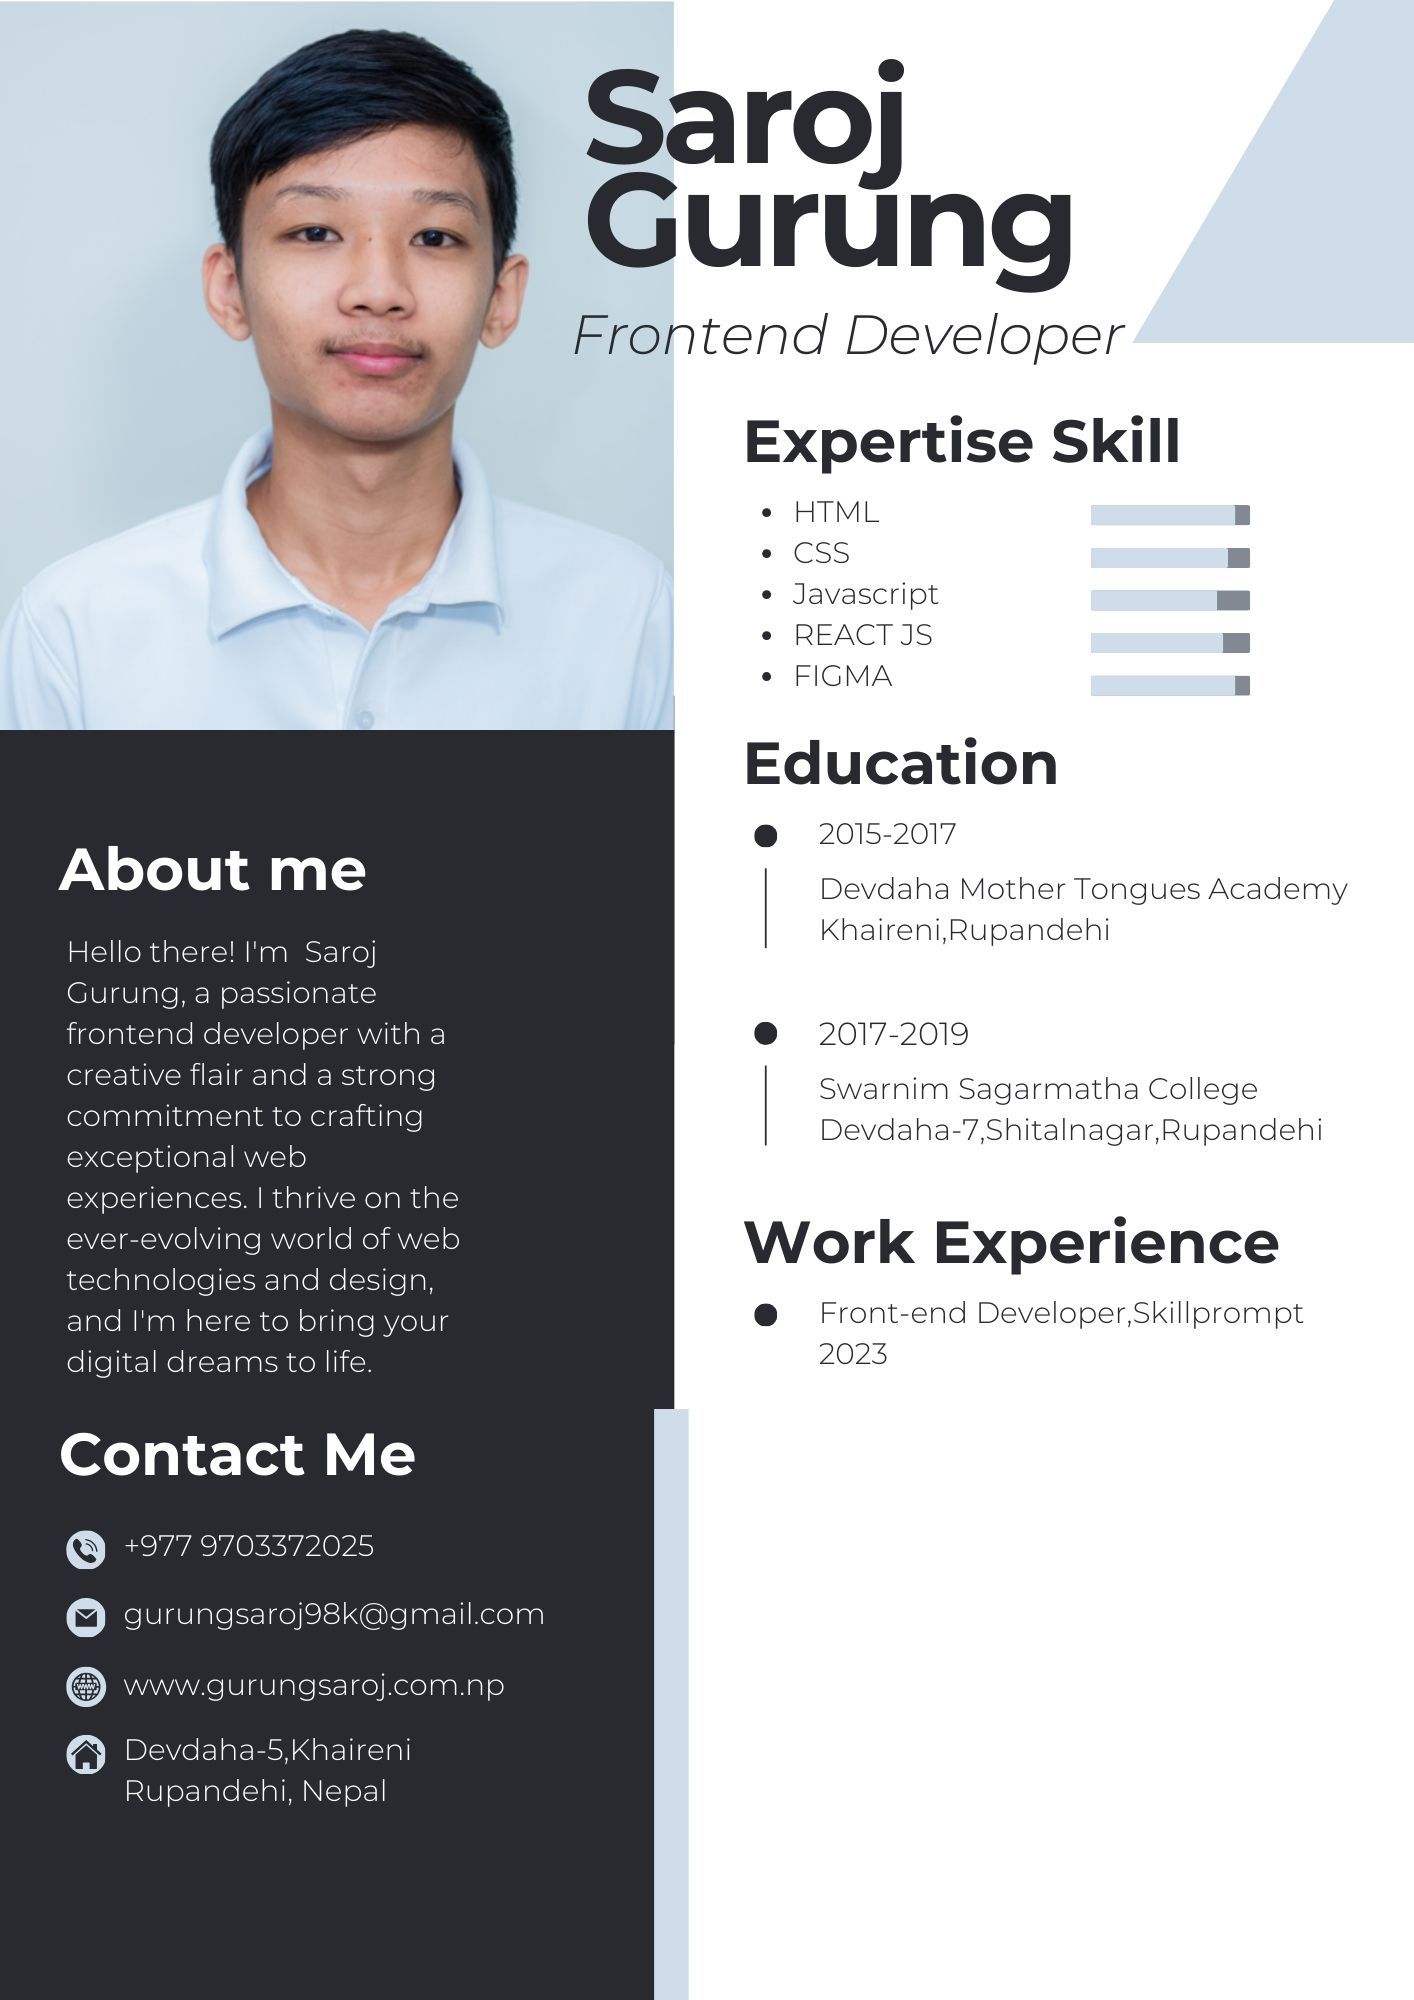 Saroj
Gurung
Frontend Developer
Expertise Skill
HTML
CSS
Javascript
REACT JS
FIGMA
Education
2015-2017
Devdaha Mother Tongues Academy
Khaireni,Rupandehi
2017-2019
Swarnim Sagarmatha College
Devdaha-7,Shitalnagar,Rupandehi
Work Experience
Front-end Developer,Skillprompt
2023
About me
Hello there! I'm  Saroj
Gurung, a passionate
frontend developer with a
creative flair and a strong
commitment to crafting
exceptional web
experiences. I thrive on the
ever-evolving world of web
technologies and design,
and I'm here to bring your
digital dreams to life.
Contact Me
+977 9703372025
gurungsaroj98k@gmail.com
www.gurungsaroj.com.np
Devdaha-5,Khaireni
Rupandehi, Nepal